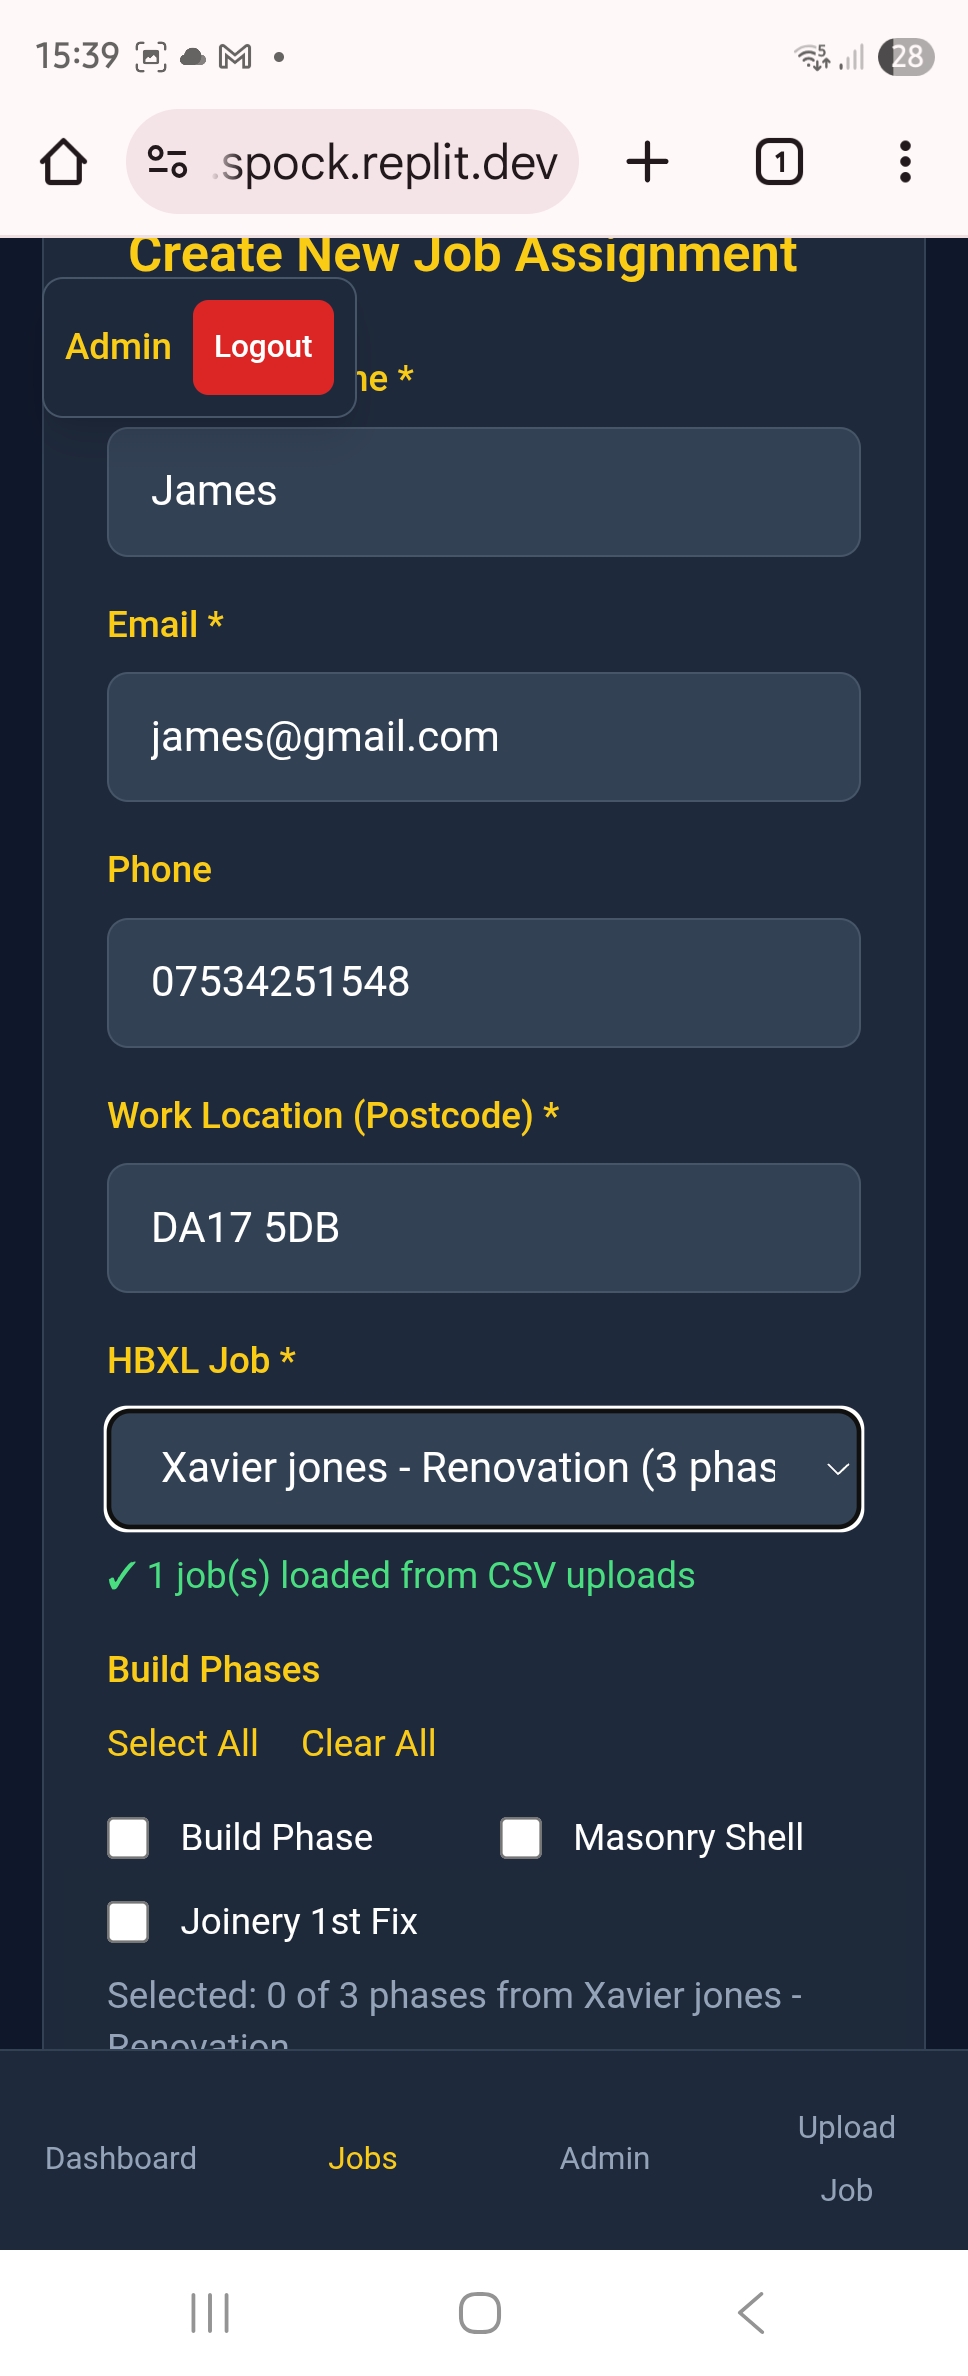 15:39
28
.spock.replit.dev
1
Create New Job Assignment
Admin
Logout
ne *
James
Email *
james@gmail.com
Phone
07534251548
Work Location (Postcode) *
DA17 5DB
HBXL Job *
Xavier jones - Renovation (3 phas
✓ 1 job(s) loaded from CSV uploads
Build Phases
Select All Clear All
Build Phase
Masonry Shell
Joinery 1st Fix
Selected: 0 of 3 phases from Xavier jones -
Renovation
Dashboard
Jobs
Admin
Upload
Job